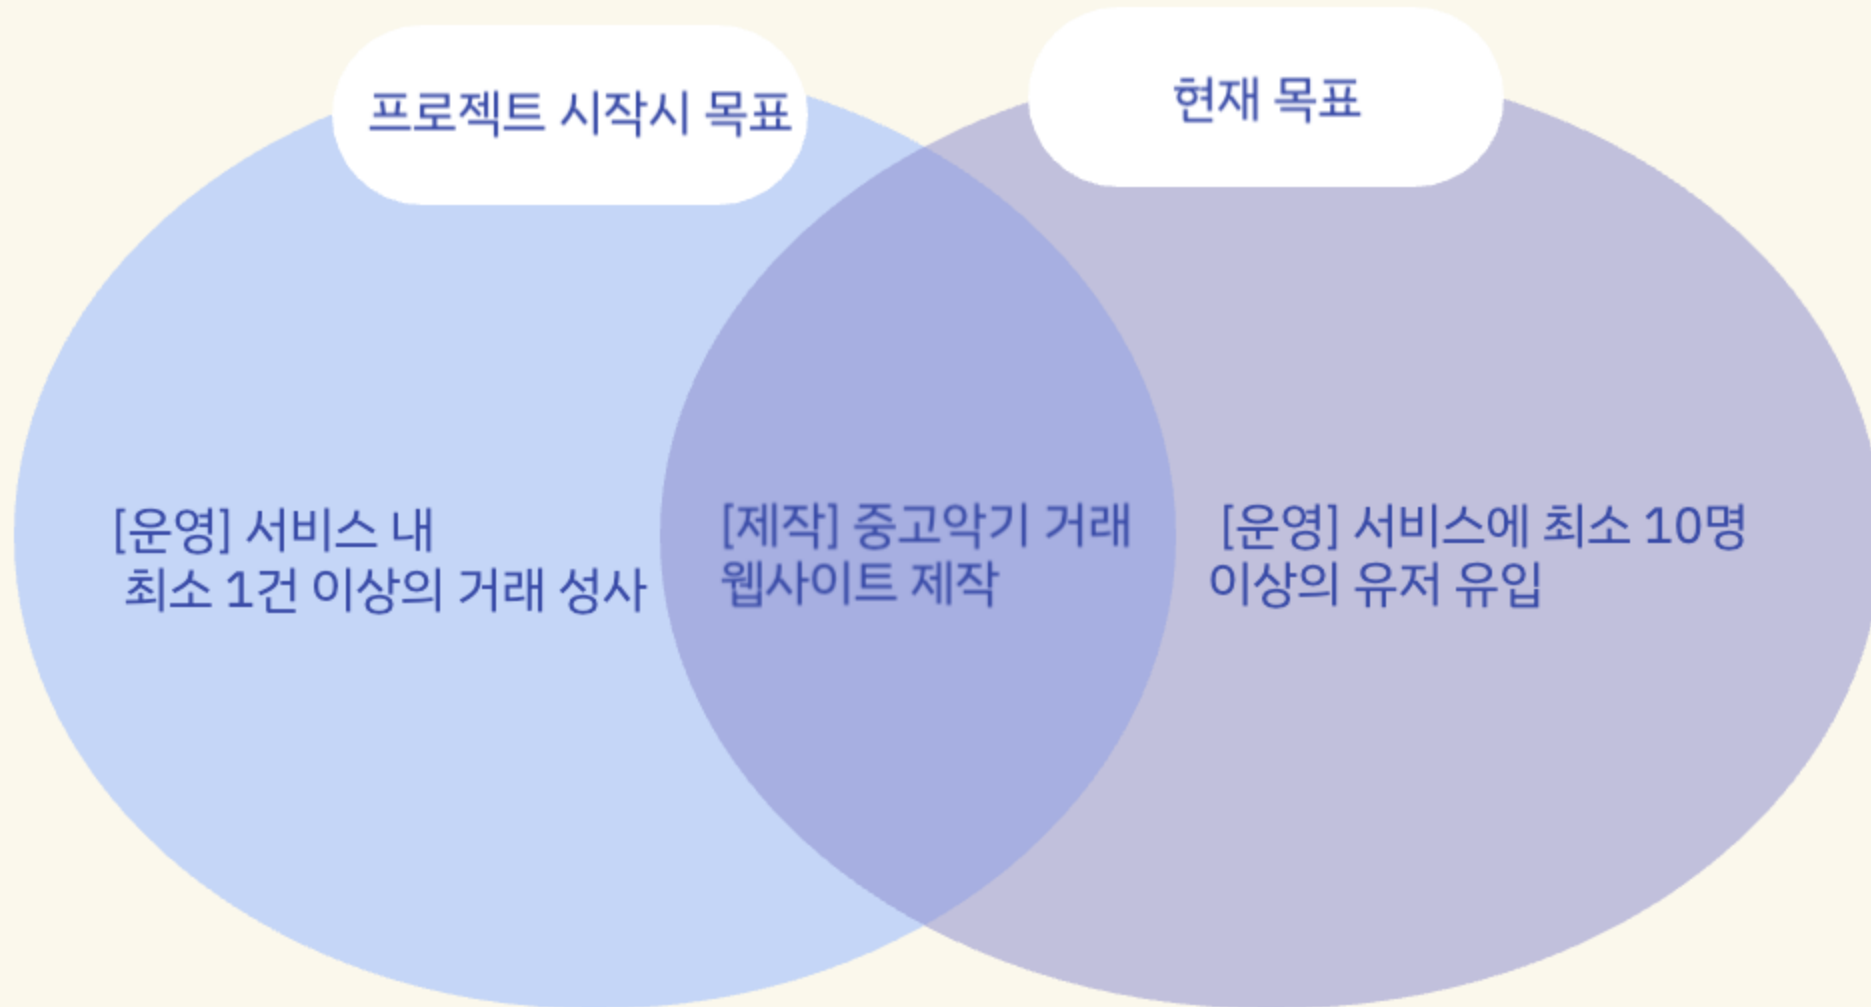 프로젝트 시작시 목표
현재 목표
[운영] 서비스 내
최소 1건 이상의 거래 성사
[제작] 중고악기 거래
웹사이트 제작
[운영] 서비스에 최소 10명
이상의 유저 유입